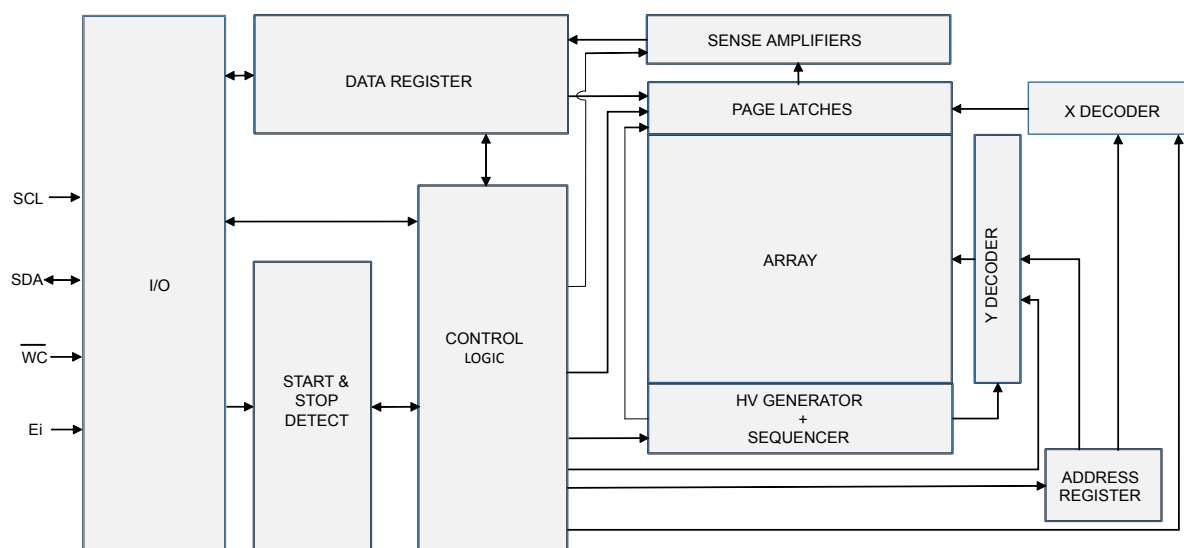 SENSE AMPLIFIERS
DATA REGISTER
PAGE LATCHES
X DECODER
SCL
SDA
I/O
ARRAY
Y DECODER
CONTROL
LOGIC
W̅C̅
START &
STOP
DETECT
HV GENERATOR
+
SEQUENCER
Ei
ADDRESS
REGISTER